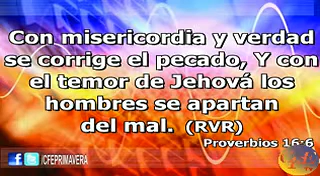 Con misericordia y verdad
se corrige el pecado, Y con
el temor de Jehová los
hombres se apartan
del mal. (RVR)
Proverbios 16:6
/CFEPRIMAVERA